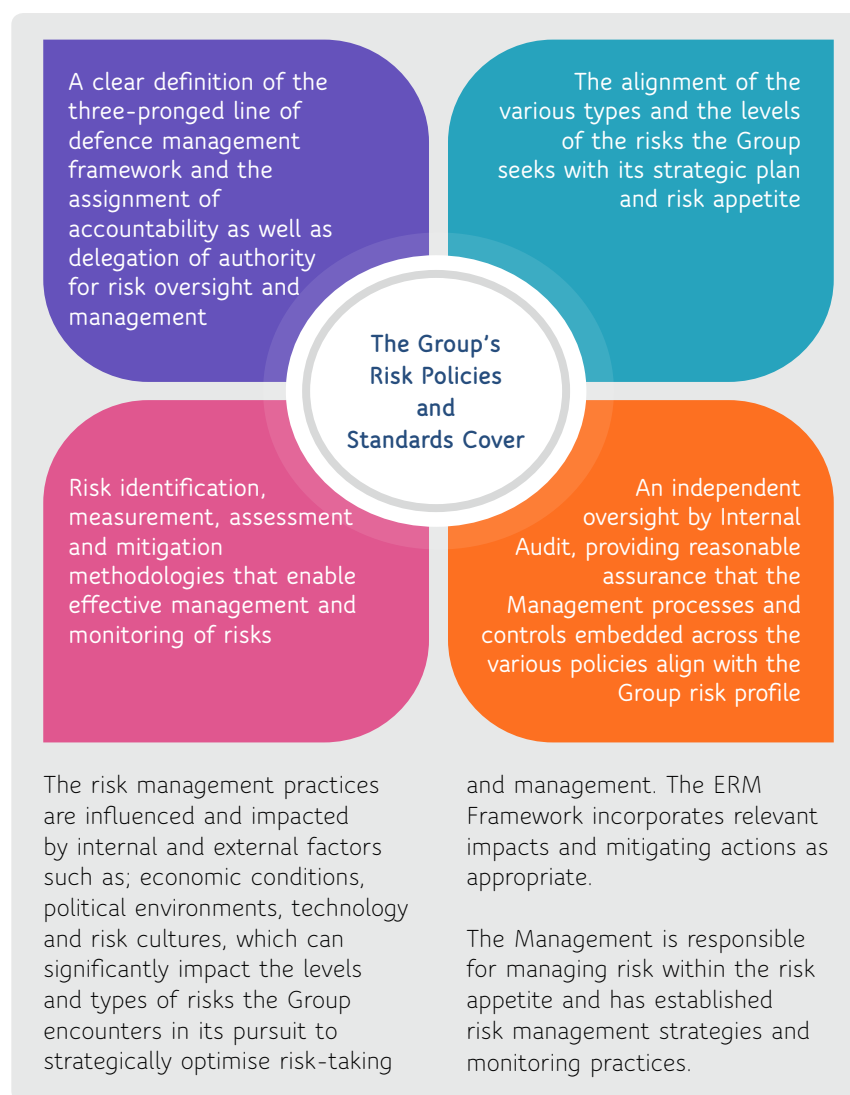 A clear definition of the
three-pronged line of
defence management
framework and the
assignment of
accountability as well as
delegation of authority
for risk oversight and
management
The alignment of the
various types and the levels
of the risks the Group
seeks with its strategic plan
and risk appetite
The Group's
Risk Policies
and
Standards Cover
Risk identification,
measurement, assessment
and mitigation
methodologies that enable
effective management and
monitoring of risks
An independent
oversight by Internal
Audit, providing reasonable
assurance that the
Management processes and
controls embedded across the
various policies align with the
Group risk profile
The risk management practices
are influenced and impacted
by internal and external factors
such as; economic conditions,
political environments, technology
and risk cultures, which can
significantly impact the levels
and types of risks the Group
encounters in its pursuit to
strategically optimise risk-taking
and management. The ERM
Framework incorporates relevant
impacts and mitigating actions as
appropriate.
The Management is responsible
for managing risk within the risk
appetite and has established
risk management strategies and
monitoring practices.